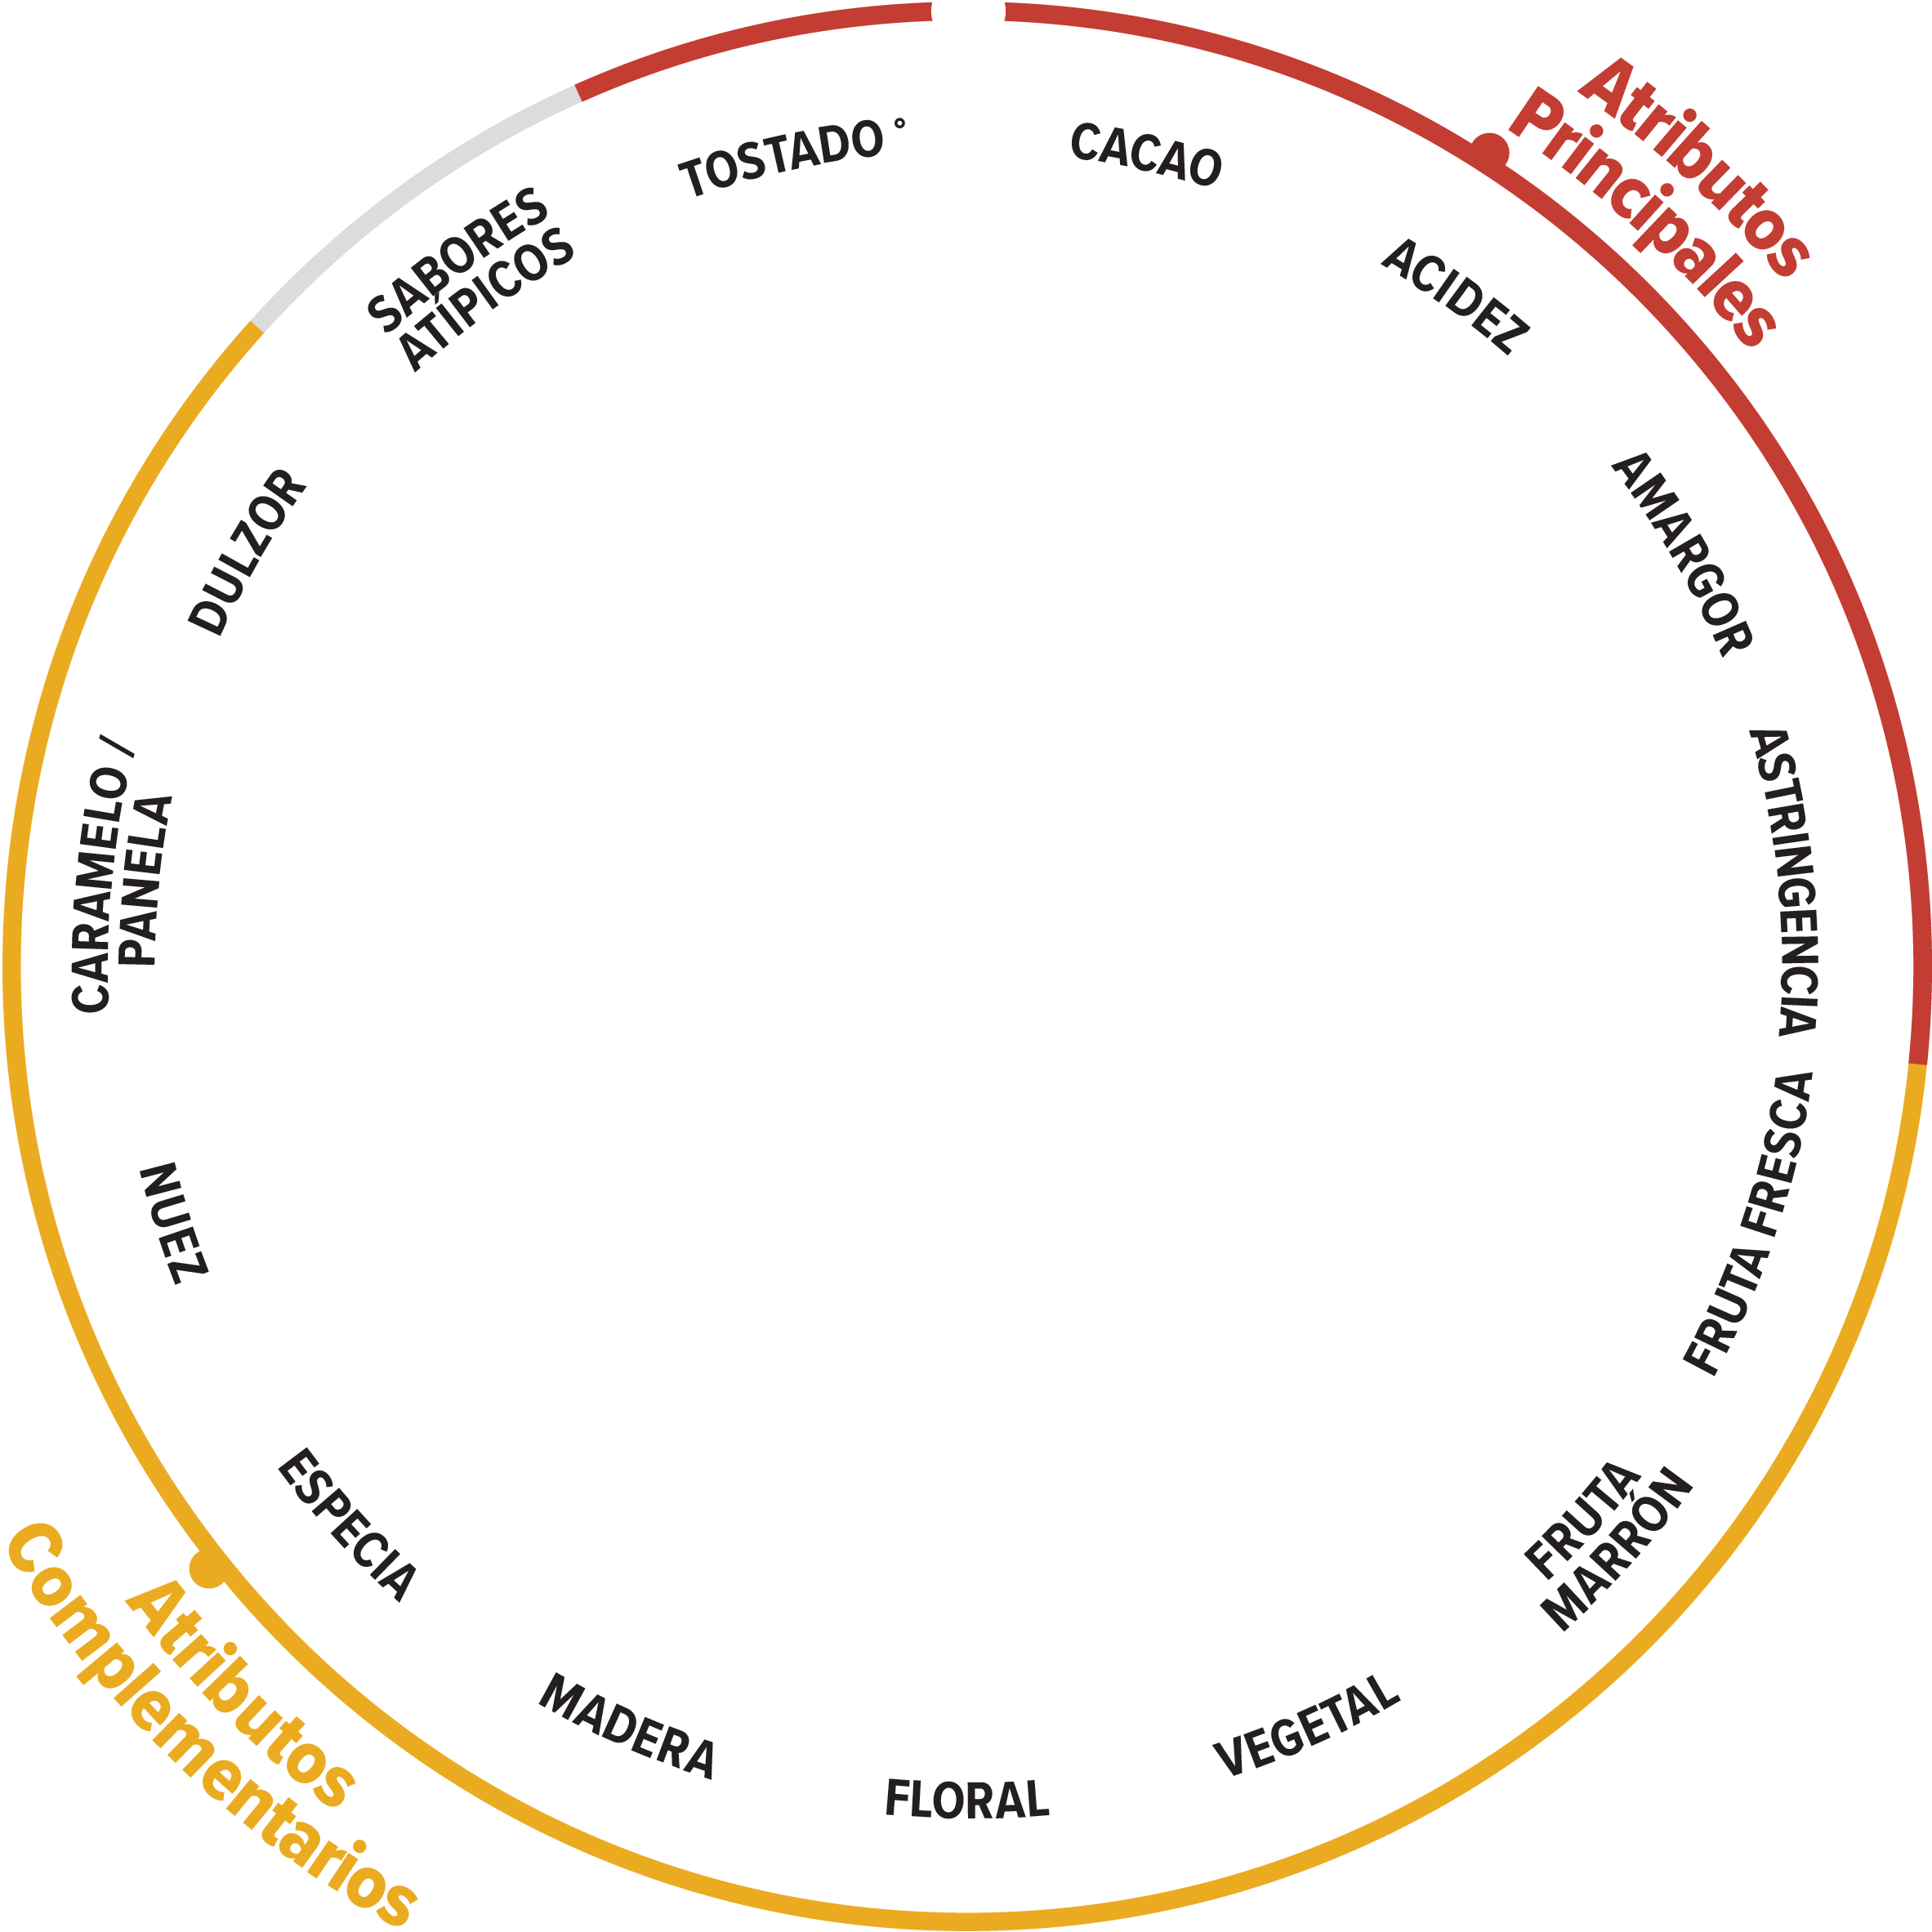 Atributos
Principales
CACAO
ACIDEZ
AMARGOR
ASTRINGENCIA
FRUTA FRESCA
FRUTA
MARRÓN
VEGETAL
FLORAL
MADERA
ESPECIA
NUEZ
CARAMELO /
PANELA
DULZOR
SABORES
ATÍPICOS
TOSTADO °
Atributos
Complementarios